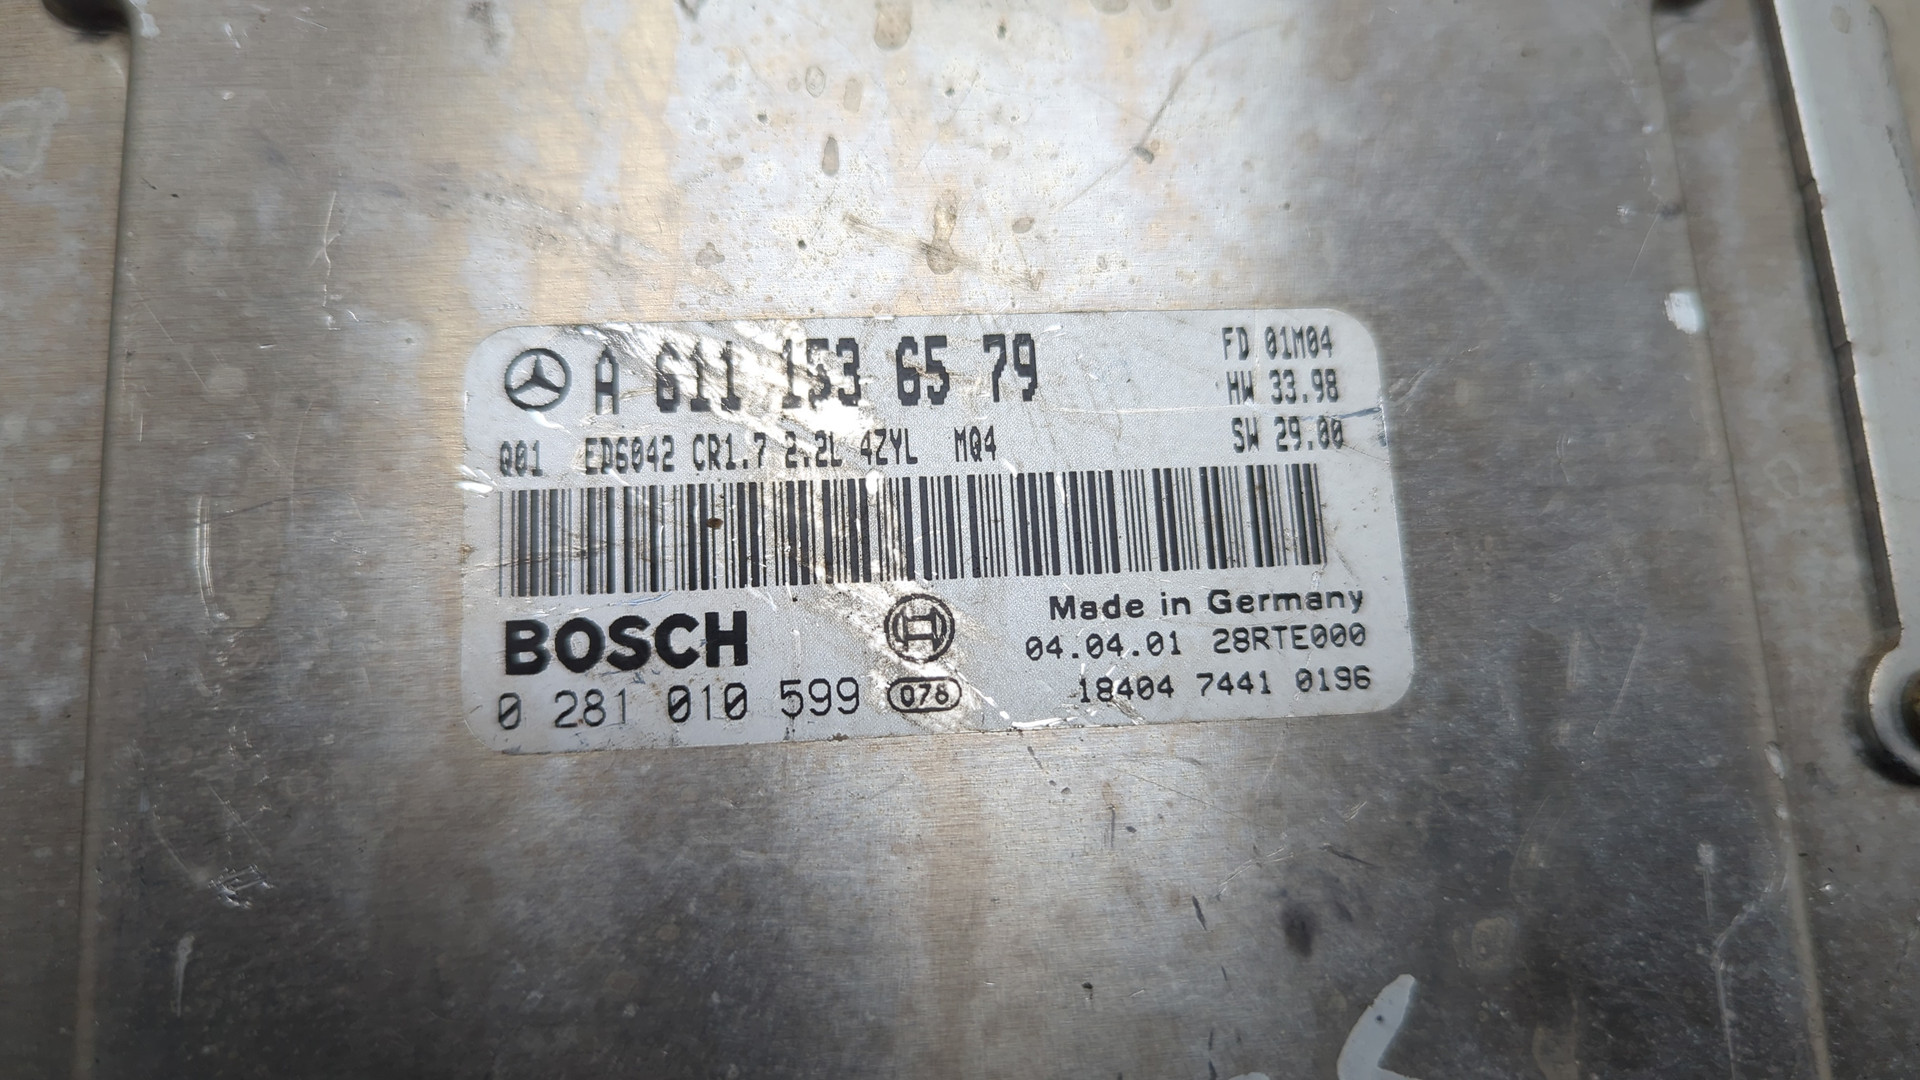 A 611 153 65 79
FD 01M04
HW 33.98
SW 29.00
Q01 ED6042 CR1.7 2.2L 4ZYL MQ4
BOSCH
Made in Germany
04.04.01 28RTE000
0 281 010 599 078
18404 7441 0196